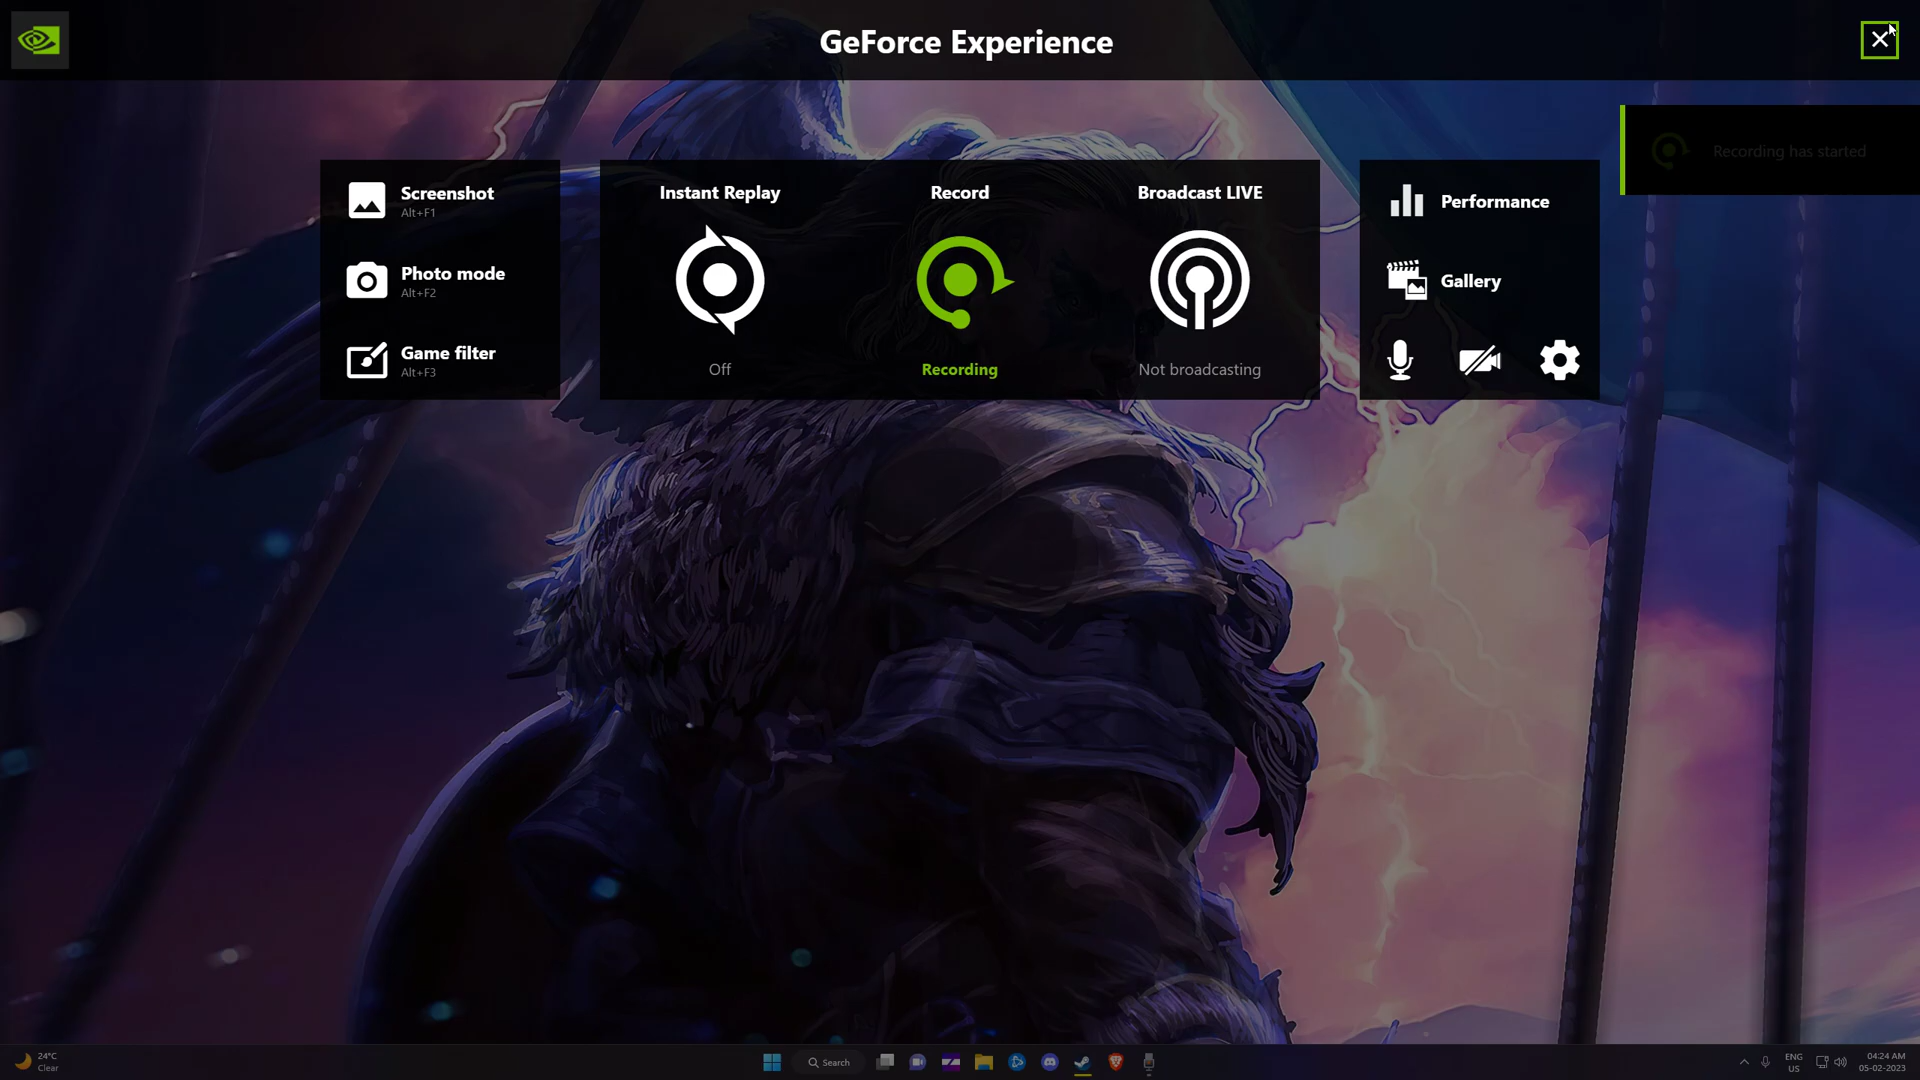 GeForce Experience
Recording has started
Screenshot
Alt+F1
Photo mode
Alt+F2
Game filter
Alt+F3
Instant Replay
Off
Record
Recording
Broadcast LIVE
Not broadcasting
Performance
Gallery
24°C
Clear
Search
ENG
US
04:24 AM
05-02-2023